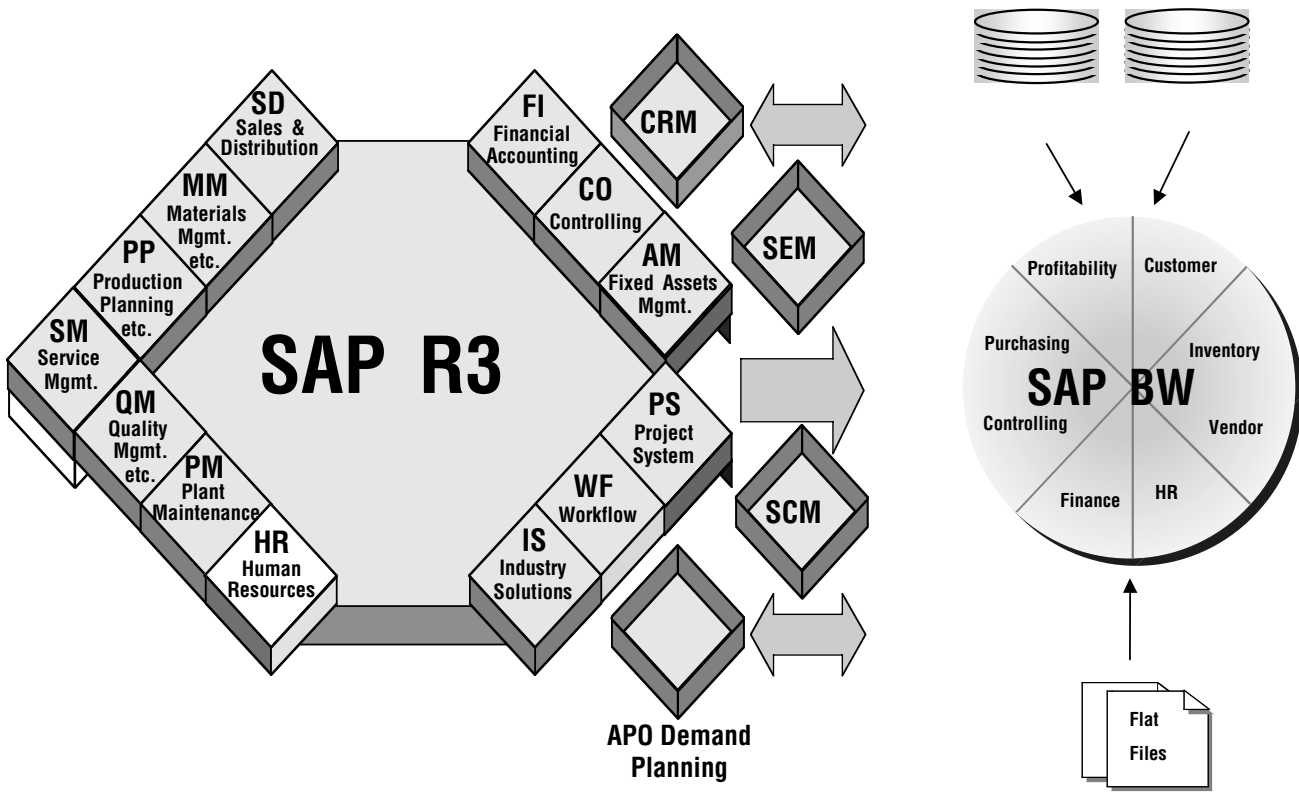 SD
Sales & 
Distribution
MM
Materials
Mgmt.
etc.
PP
Production
Planning
etc.
SM
Service
Mgmt.
QM
Quality
Mgmt.
etc.
PM
Plant
Maintenance
HR
Human
Resources
SAP R3
FI
Financial
Accounting
CO
Controlling
AM
Fixed Assets
Mgmt.
PS
Project
System
WF
Workflow
IS
Industry
Solutions
CRM
SEM
SCM
APO Demand
Planning
Profitability
Customer
Purchasing
Inventory
SAP BW
Controlling
Vendor
Finance
HR
Flat
Files